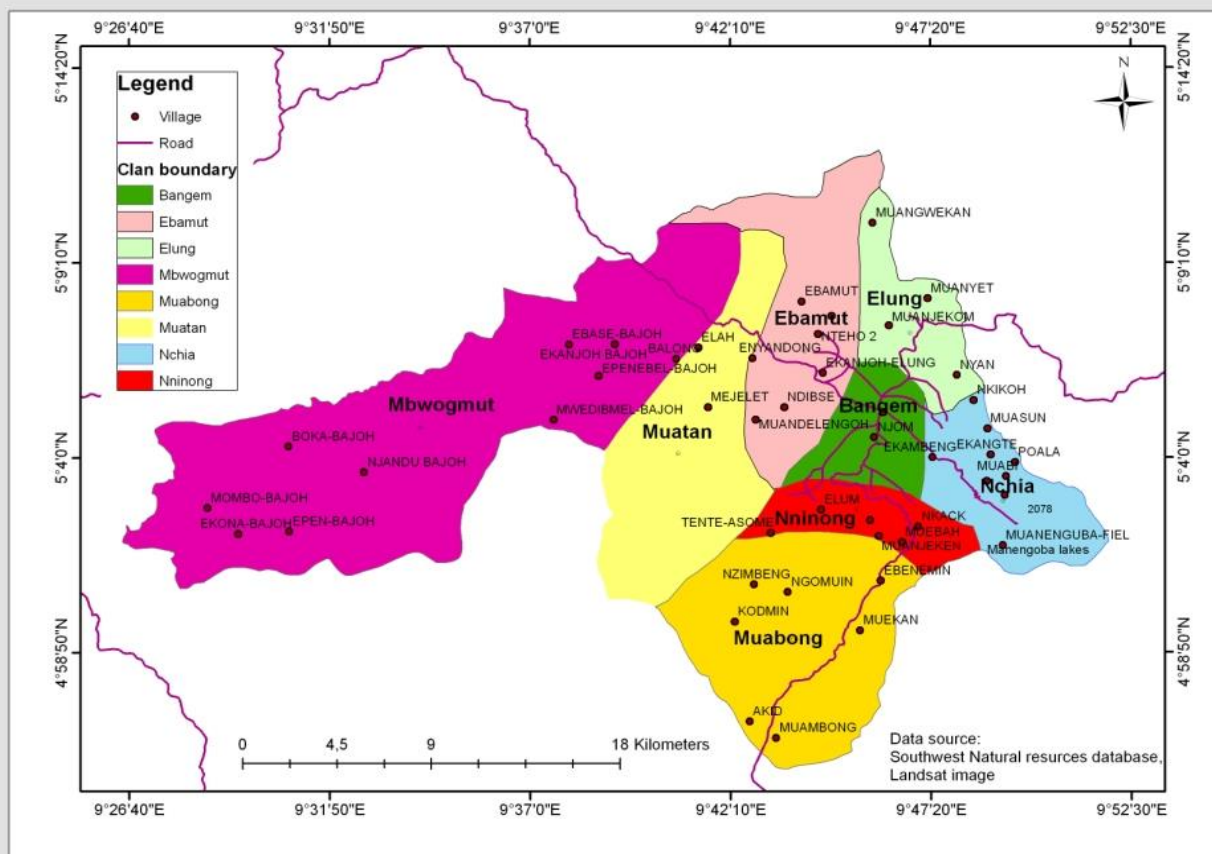 9°26'40"E 9°31'50"E 9°37'0"E 9°42'10"E 9°47'20"E 9°52'30"E
5°14'20"N
5°14'20"N
N
Legend
Village
Road
Clan boundary
Bangem
Ebamut
Elung
Mbwogmut
Muabong
Muatan
Nchia
Nninong
5°9'10"N
5°9'10"N
MUANGWEKAN
MUANYET
EBAMUT
Elung
MUANJEKOM
Ebamut
NTEHO 2
EBASE-BAJOH
ELAH
EKANJOH BAJOH
BALONG
ENYANDONG
EPENEBEL-BAJOH
EKANJOH-ELUNG
NYAN
NKIKOH
Mbwogmut
MWEDIBMEL-BAJOH
MEJELET
NDIBSE
Bangem
MUANDELENGOH
MUASUN
Muatan
NJOM
BOKA-BAJOH
EKAMBENG
EKANGTE
POALA
5°4'0"N
5°4'0"N
NJANDU BAJOH
MUABI
Nchia
MOMBO-BAJOH
ELUM
2078
EKONA-BAJOH
EPEN-BAJOH
TENTE-ASOME
Nninong
NKACK
MUEBAH
MUANENGUBA-FIEL
MUANJEKEN
Manengoba lakes
NZIMBENG
NGOMUIN
EBENEMIN
KODMIN
MUEKAN
Muabong
4°58'50"N
4°58'50"N
AKID
MUAMBONG
0 4,5 9 18 Kilometers
Data source:
Southwest Natural resurces database,
Landsat image
9°26'40"E 9°31'50"E 9°37'0"E 9°42'10"E 9°47'20"E 9°52'30"E